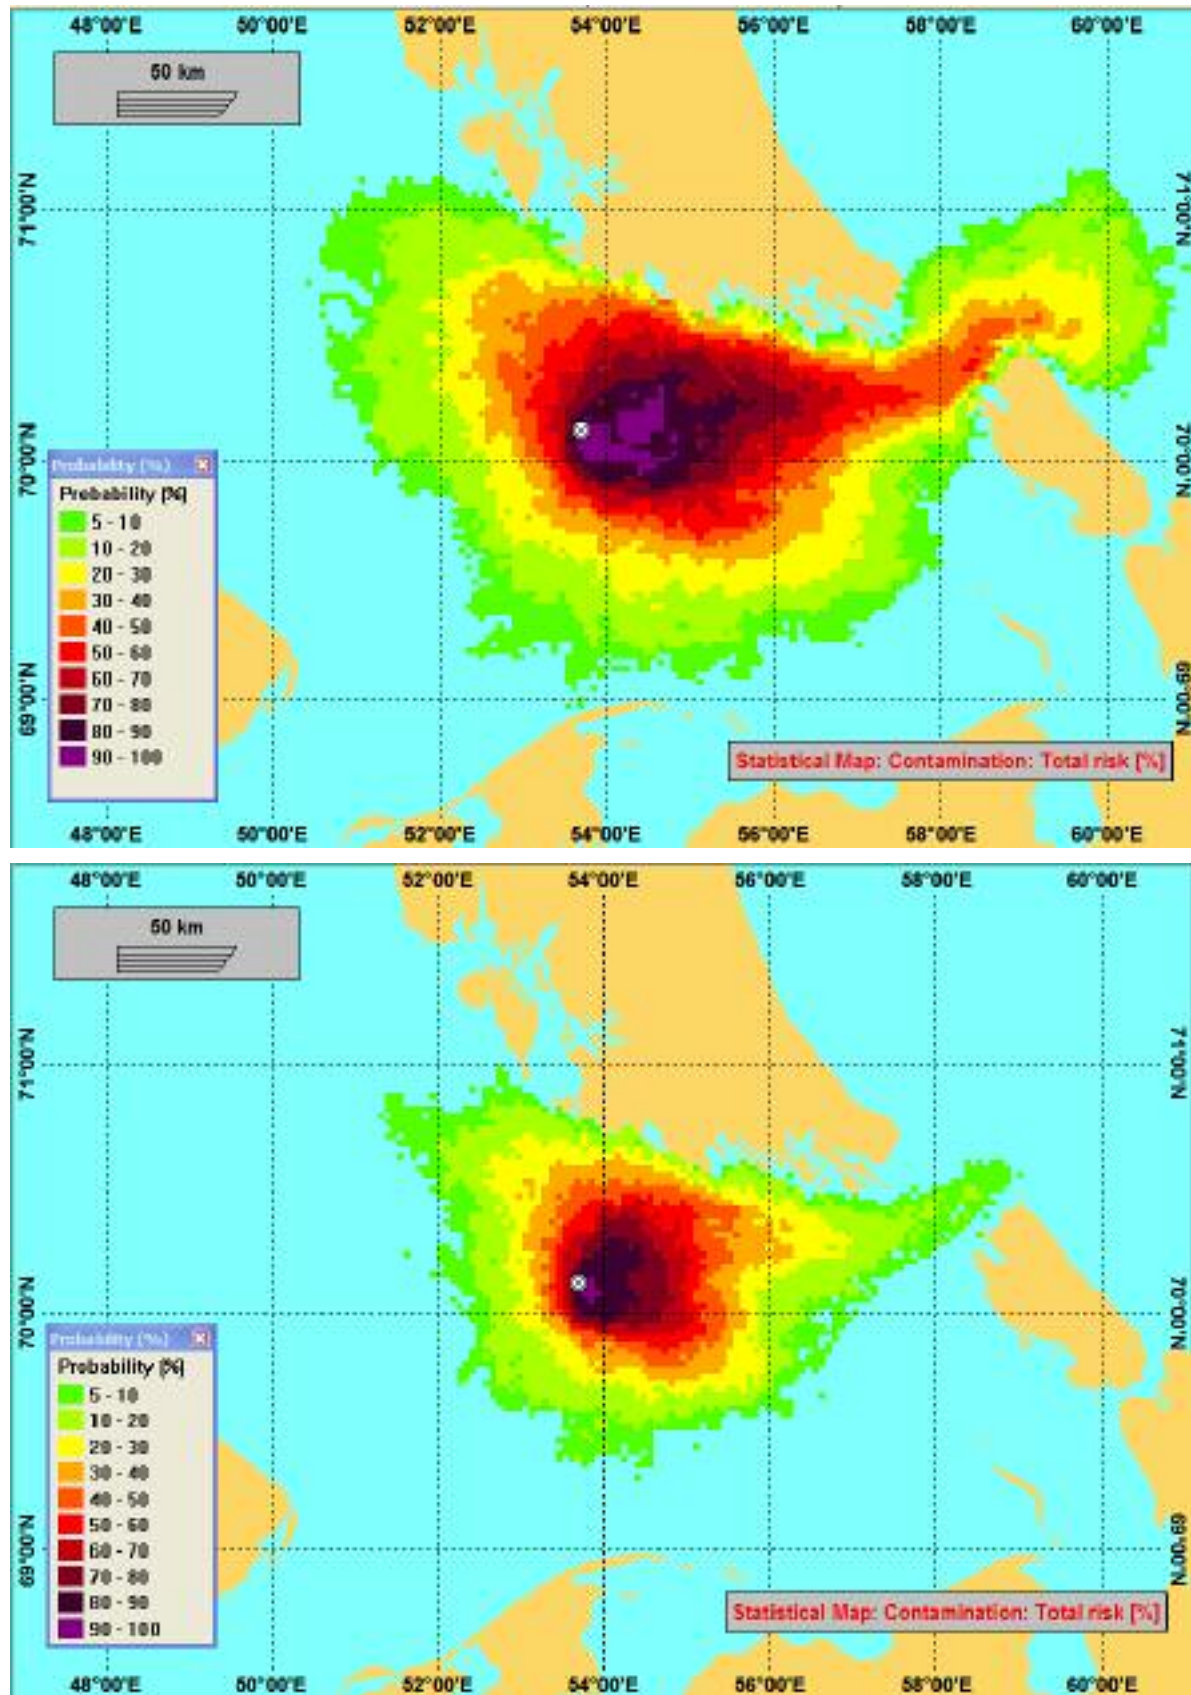 48°00'E 50°00'E 52°00'E 54°00'E 56°00'E 58°00'E 60°00'E
50 km
71°00'N 71°00'N
70°00'N 70°00'N
Probability (%)
Probability [%]
5 - 10
10 - 20
20 - 30
30 - 40
40 - 50
50 - 60
60 - 70
70 - 80
80 - 90
90 - 100
69°00'N 69°00'N
Statistical Map: Contamination: Total risk [%]
48°00'E 50°00'E 52°00'E 54°00'E 56°00'E 58°00'E 60°00'E
48°00'E 50°00'E 52°00'E 54°00'E 56°00'E 58°00'E 60°00'E
50 km
71°00'N 71°00'N
70°00'N 70°00'N
Probability (%)
Probability [%]
5 - 10
10 - 20
20 - 30
30 - 40
40 - 50
50 - 60
60 - 70
70 - 80
80 - 90
90 - 100
69°00'N 69°00'N
Statistical Map: Contamination: Total risk [%]
48°00'E 50°00'E 52°00'E 54°00'E 56°00'E 58°00'E 60°00'E